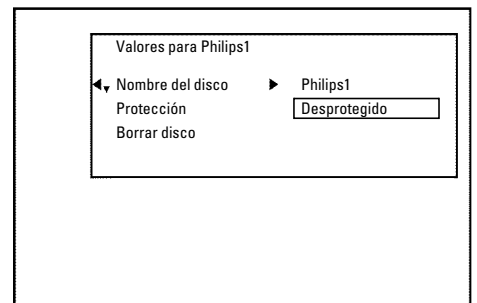 Valores para Philips1
Nombre del disco Philips1
Protección Desprotegido
Borrar disco